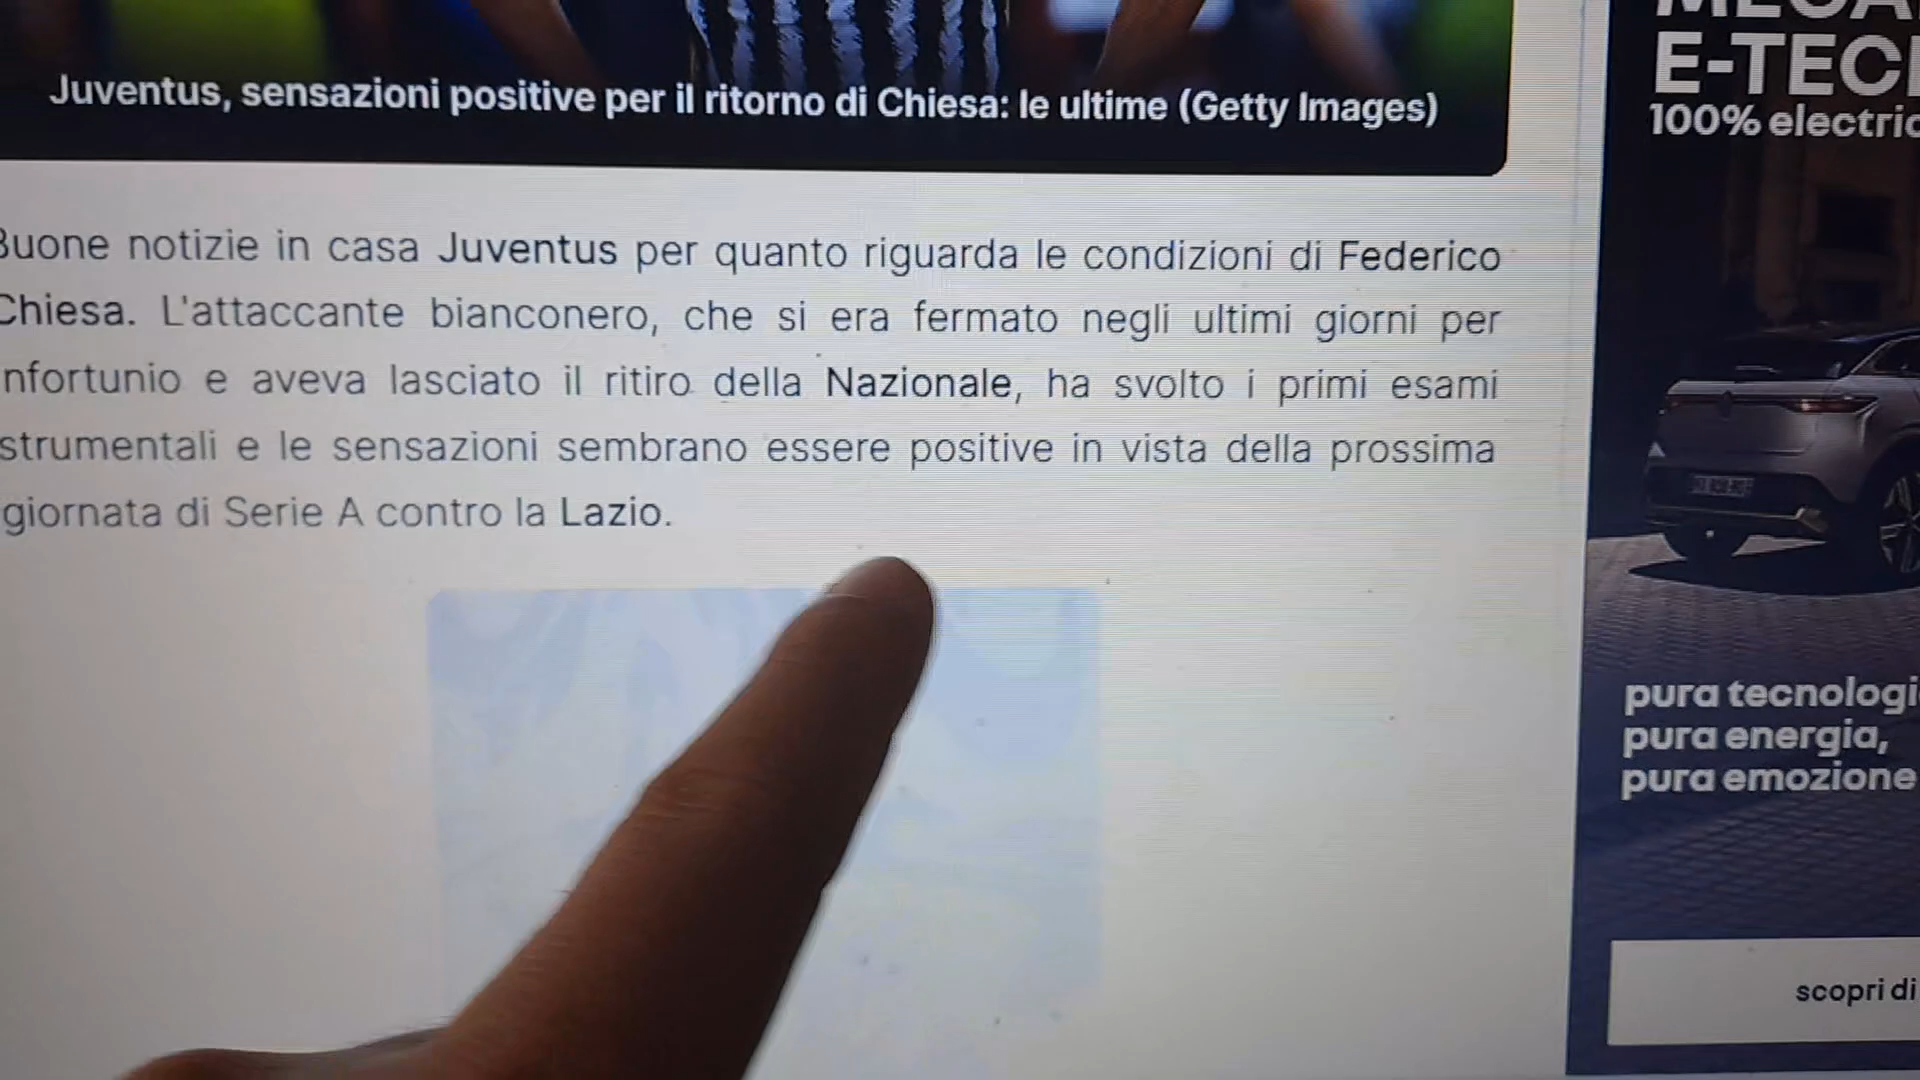 Juventus, sensazioni positive per il ritorno di Chiesa: le ultime (Getty Images)
Buone notizie in casa Juventus per quanto riguarda le condizioni di Federico
Chiesa. L'attaccante bianconero, che si era fermato negli ultimi giorni per
nfortunio e aveva lasciato il ritiro della Nazionale, ha svolto i primi esami
strumentali e le sensazioni sembrano essere positive in vista della prossima
giornata di Serie A contro la Lazio.
E-TEC
100% electric
pura tecnologi
pura energia,
pura emozione
scopri di